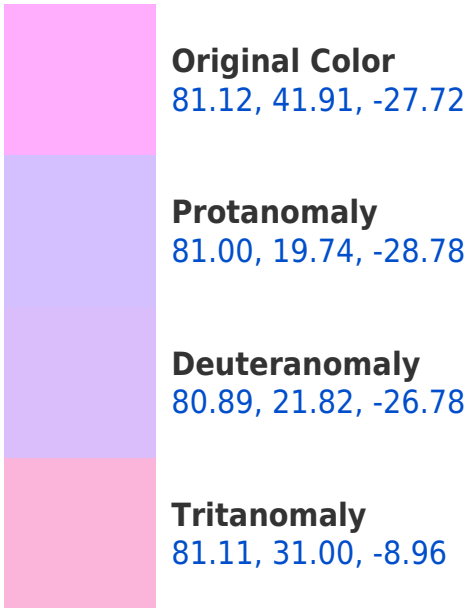 Original Color
81.12, 41.91, -27.72
Protanomaly
81.00, 19.74, -28.78
Deuteranomaly
80.89, 21.82, -26.78
Tritanomaly
81.11, 31.00, -8.96